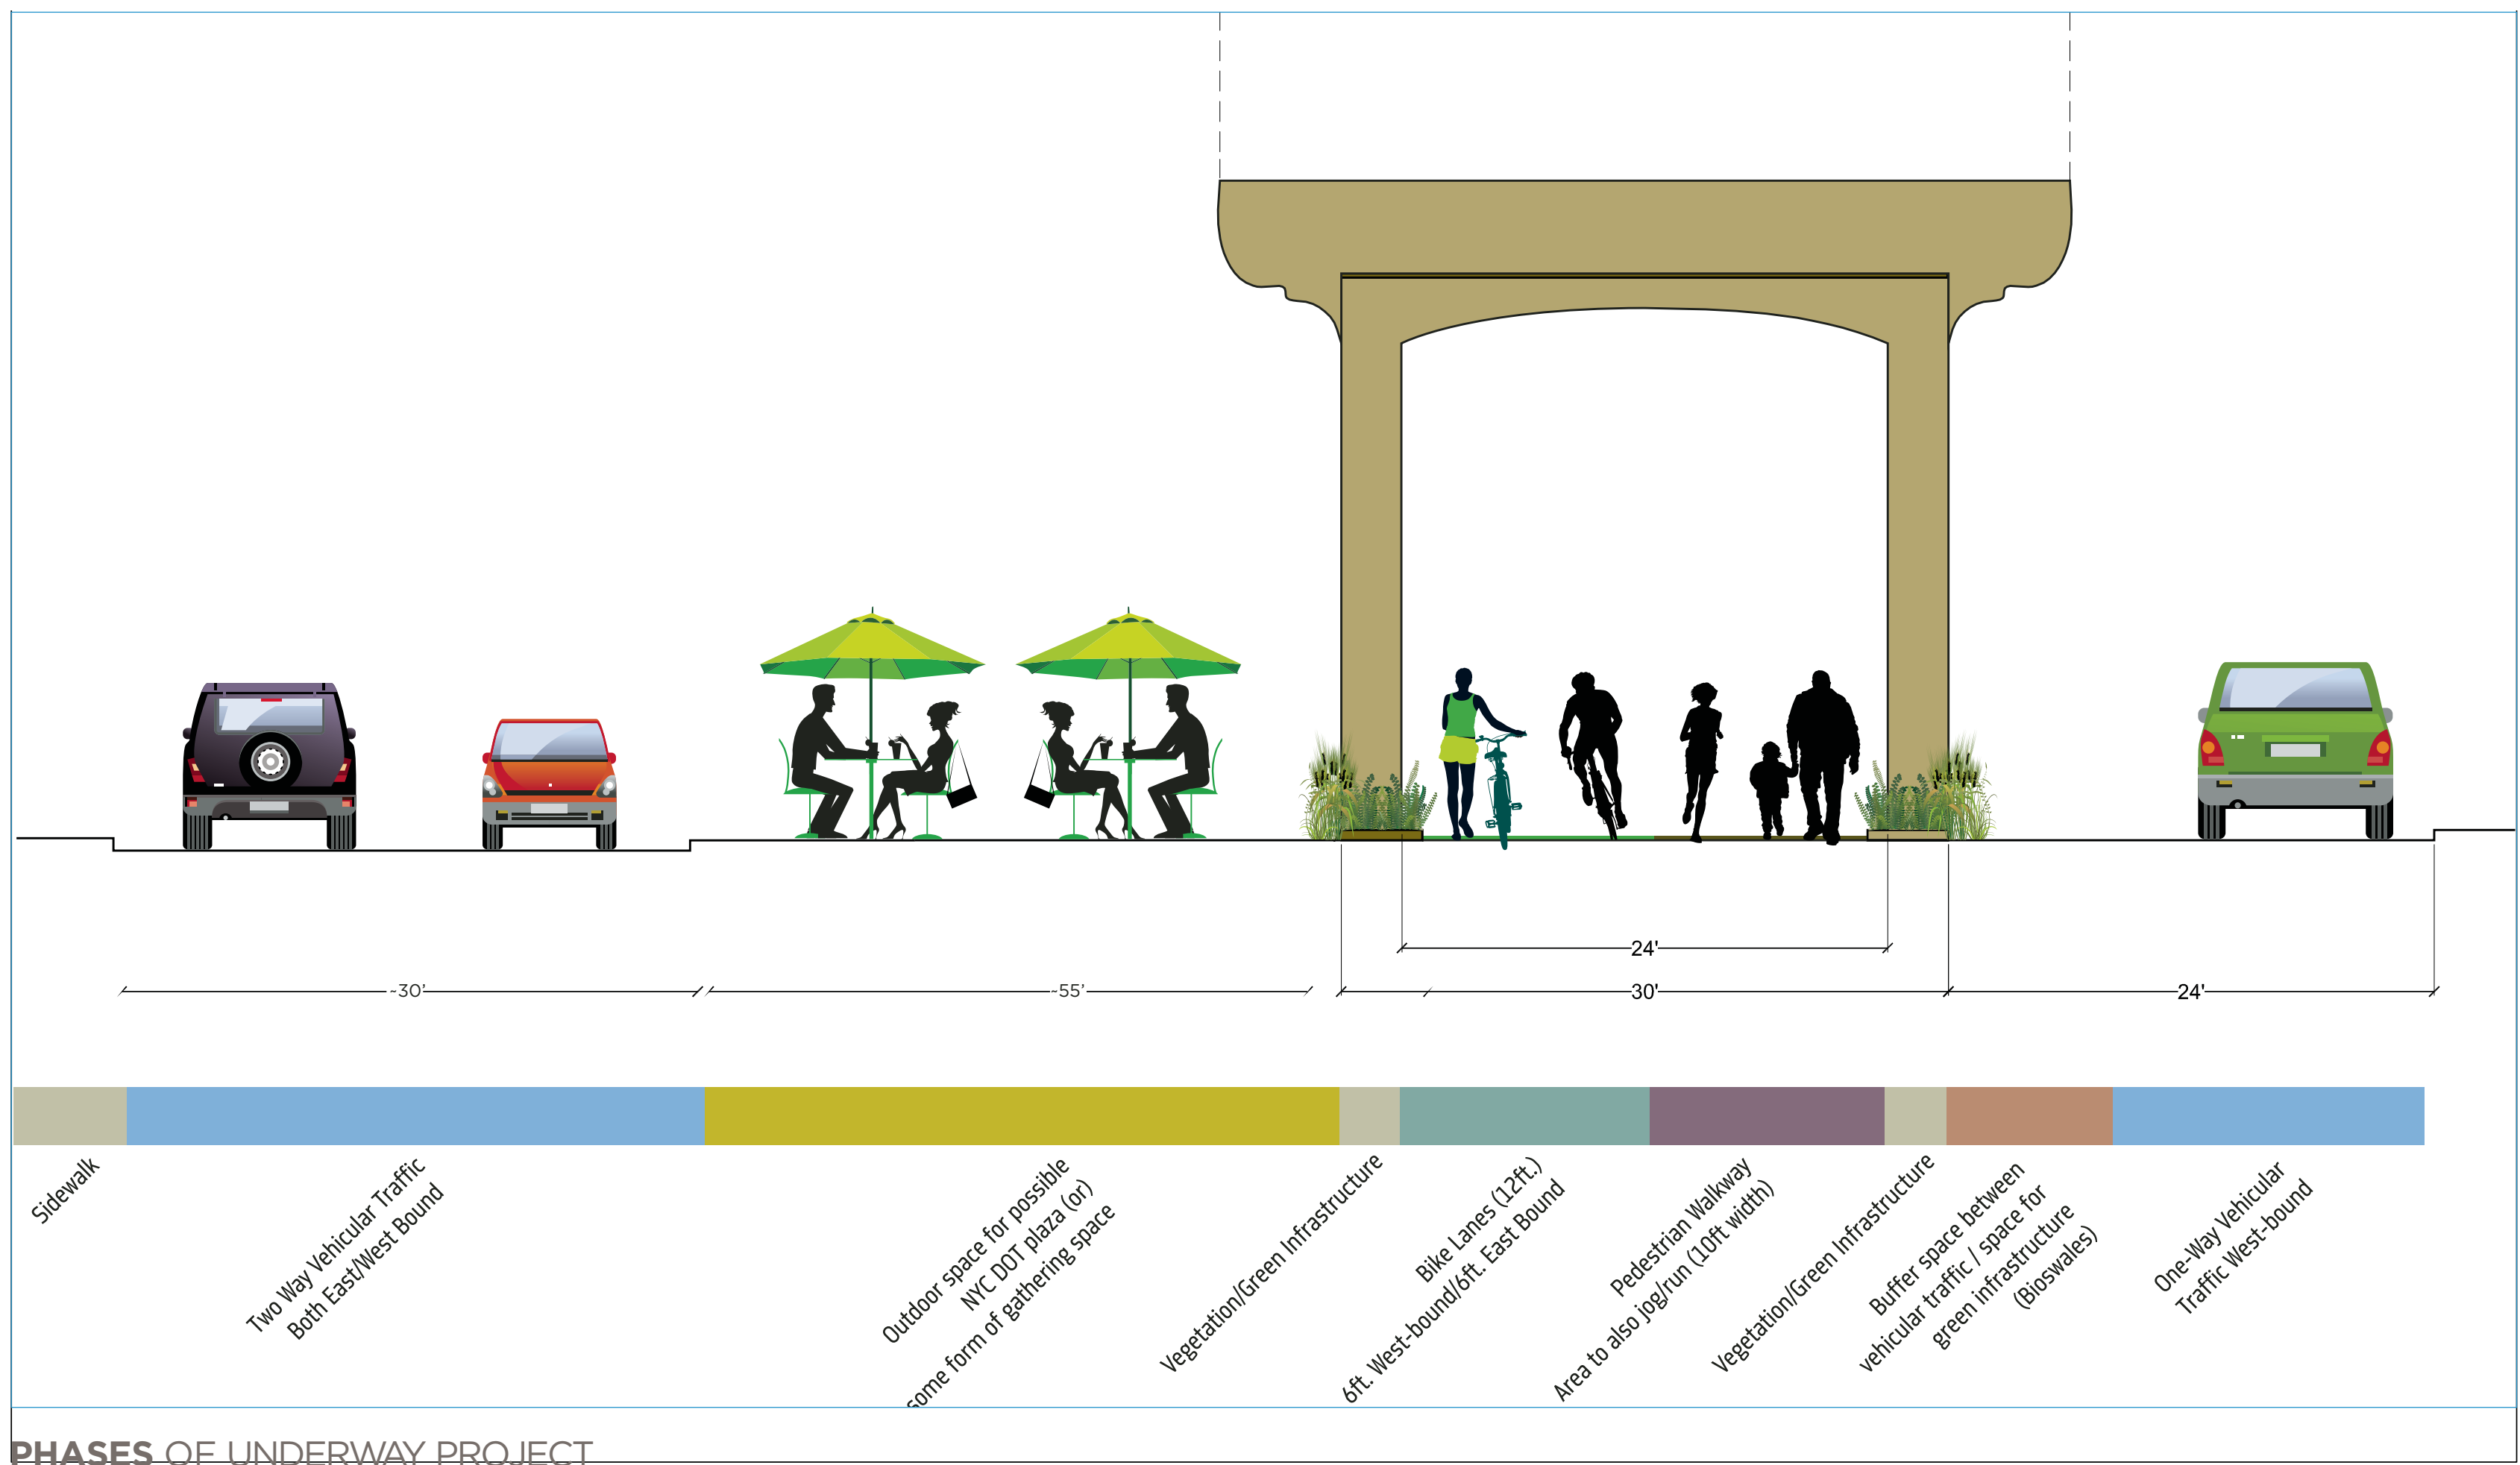 24'
~30'
~55'
30'
24'
Sidewalk
Two Way Vehicular Traffic
Both East/West Bound
Outdoor space for possible
NYC DOT plaza (or)
some form of gathering space
Vegetation/Green Infrastructure
Bike Lanes (12ft.)
6ft. West-bound/6ft. East Bound
Pedestrian Walkway
Area to also jog/run (10ft width)
Vegetation/Green Infrastructure
Buffer space between
vehicular traffic / space for
green infrastructure
(Bioswales)
One-Way Vehicular
Traffic West-bound
PHASES OF UNDERWAY PROJECT